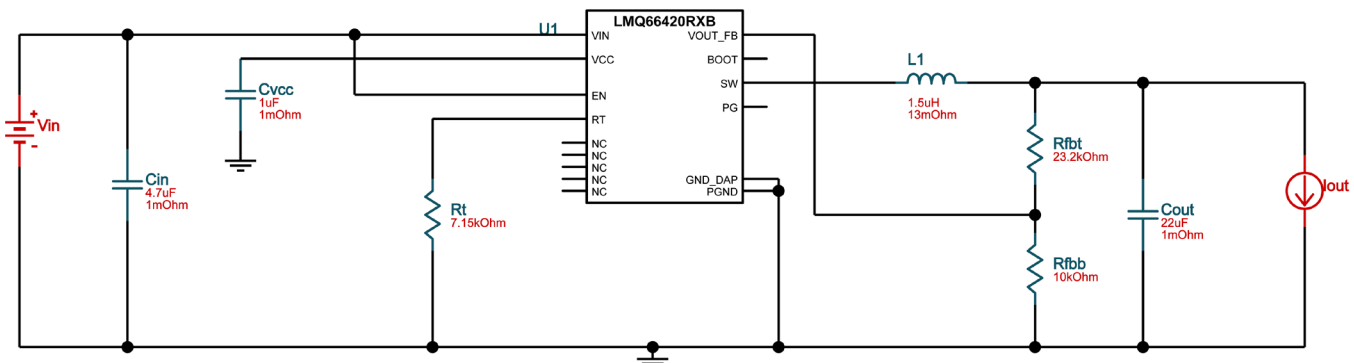 LMQ66420RXB
U1
VIN
VOUT_FB
VCC
BOOT
SW
EN
PG
RT
NC
NC
NC
NC
NC
GND_DAP
PGND
+
Vin
-
Cin
4.7uF
1mOhm
Cvcc
1uF
1mOhm
Rt
7.15kOhm
L1
1.5uH
13mOhm
Rfbt
23.2kOhm
Rfbb
10kOhm
Cout
22uF
1mOhm
Iout